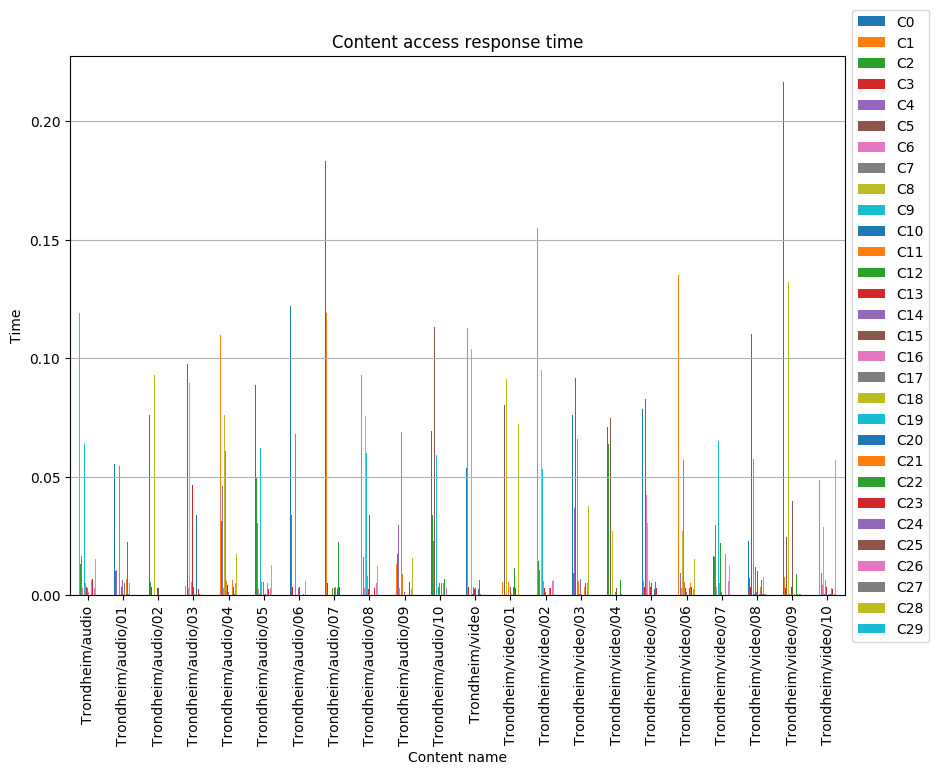 Content access response time
Time
0.20
0.15
0.10
0.05
0.00
Trondheim/audio
Trondheim/audio/01
Trondheim/audio/02
Trondheim/audio/03
Trondheim/audio/04
Trondheim/audio/05
Trondheim/audio/06
Trondheim/audio/07
Trondheim/audio/08
Trondheim/audio/09
Trondheim/audio/10
Trondheim/video
Trondheim/video/01
Trondheim/video/02
Trondheim/video/03
Trondheim/video/04
Trondheim/video/05
Trondheim/video/06
Trondheim/video/07
Trondheim/video/08
Trondheim/video/09
Trondheim/video/10
Content name
C0
C1
C2
C3
C4
C5
C6
C7
C8
C9
C10
C11
C12
C13
C14
C15
C16
C17
C18
C19
C20
C21
C22
C23
C24
C25
C26
C27
C28
C29